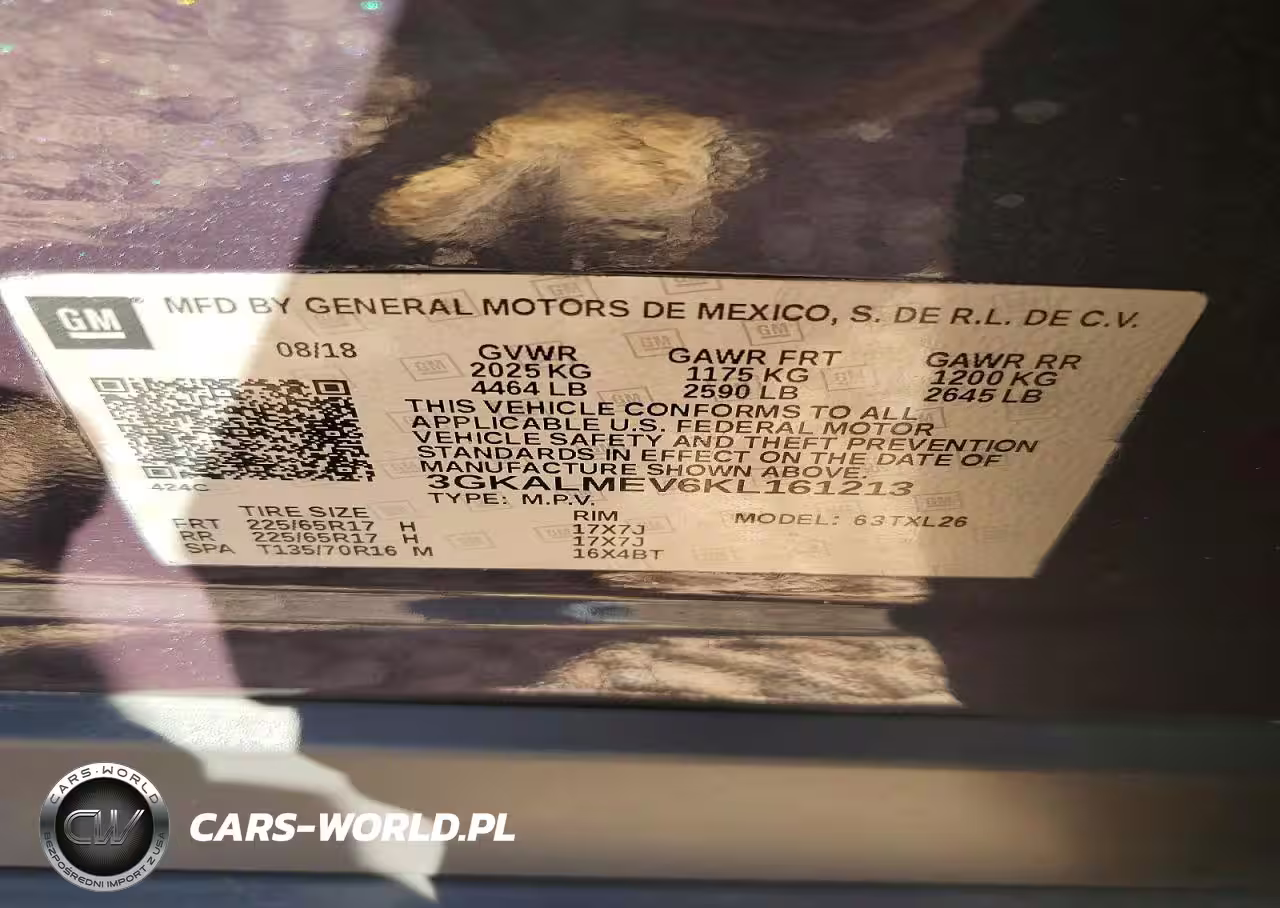 GM MFD BY GENERAL MOTORS DE MEXICO, S. DE R.L. DE C.V.
08/18 GVWR GAWR FRT GAWR RR
2025 KG 1175 KG 1200 KG
4464 LB 2590 LB 2645 LB
THIS VEHICLE CONFORMS TO ALL
APPLICABLE U.S. FEDERAL MOTOR
VEHICLE SAFETY AND THEFT PREVENTION
STANDARDS IN EFFECT ON THE DATE OF
MANUFACTURE SHOWN ABOVE
424C
3GKALMEV6KL161213
TYPE: M.P.V.
TIRE SIZE RIM MODEL: 63TXL26
FRT 225/65R17 H 17X7J
RR 225/65R17 H 17X7J
SPA T135/70R16 M 16X4BT
CARS-WORLD
CW
BEZPOŚREDNI IMPORT Z USA
CARS-WORLD.PL